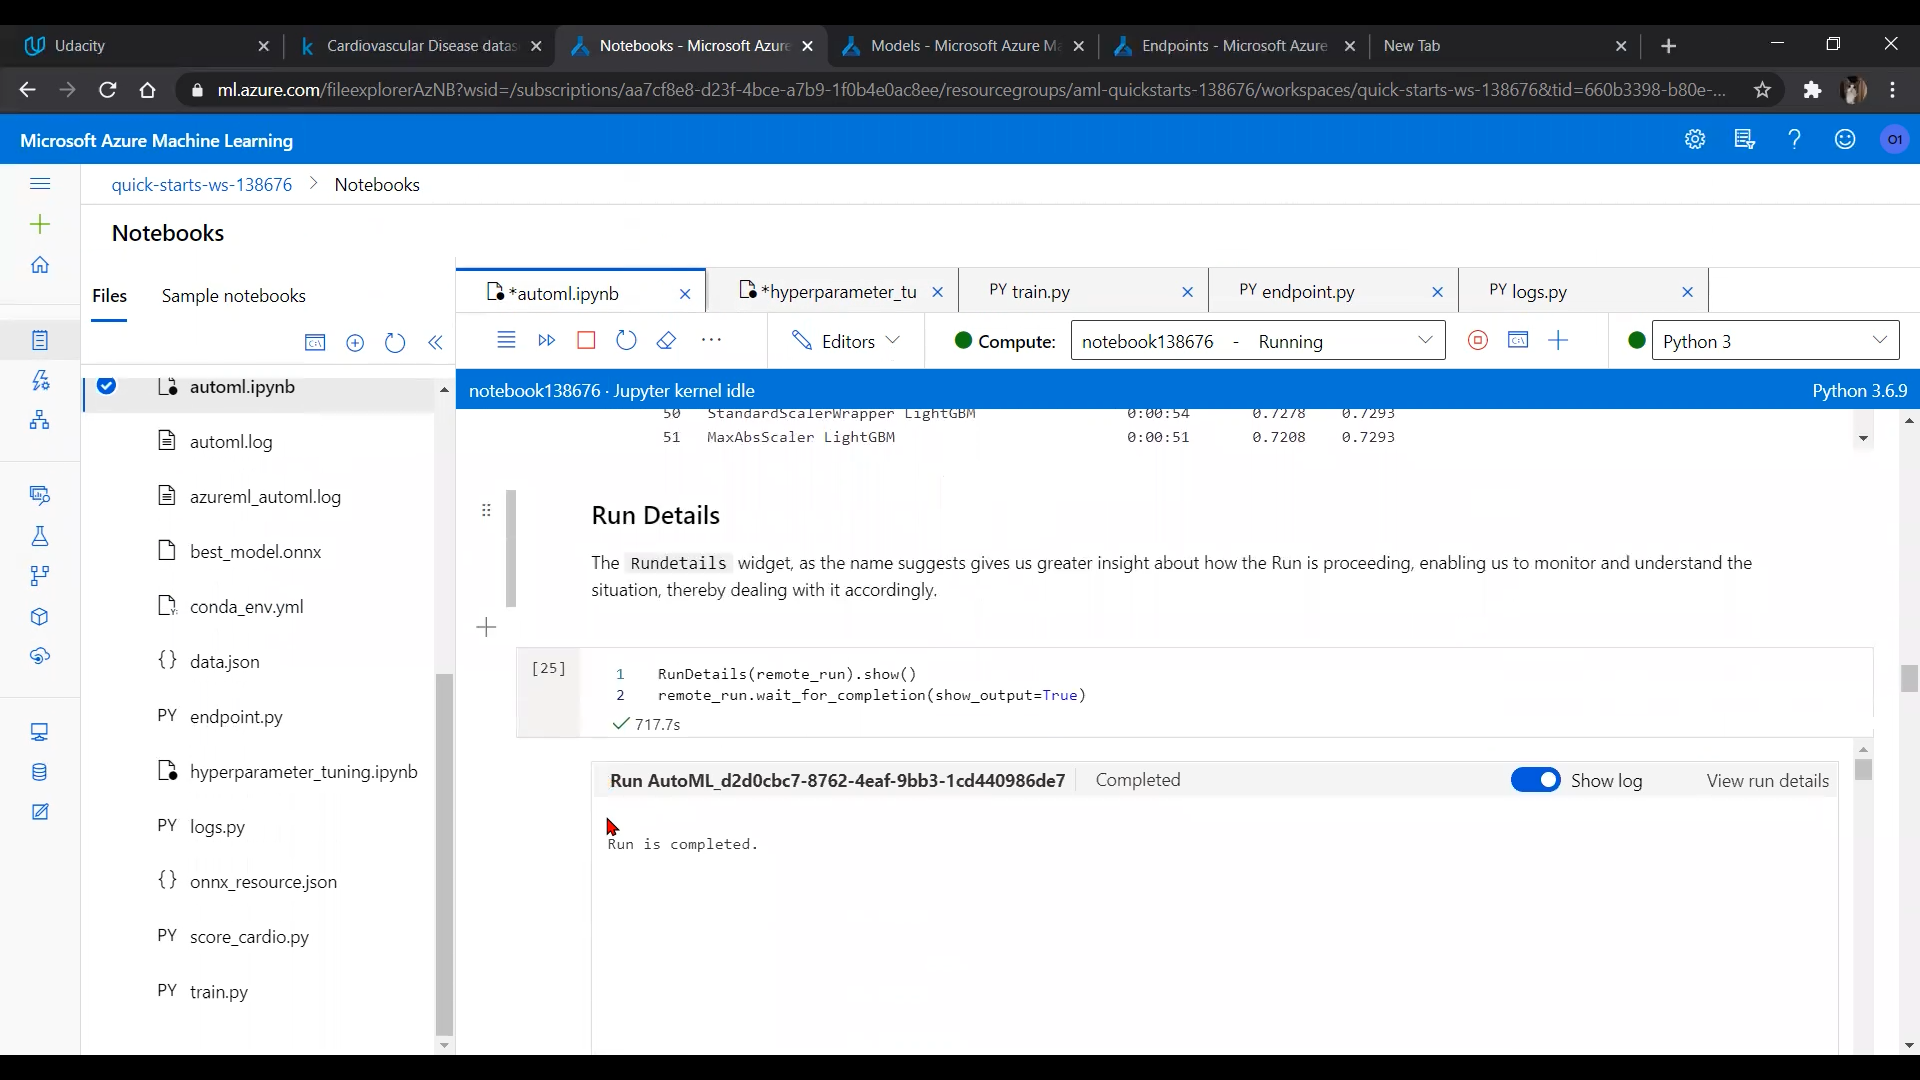 Udacity
Cardiovascular Disease datas
Notebooks - Microsoft Azure
Models - Microsoft Azure Ma
Endpoints - Microsoft Azure
New Tab
ml.azure.com/fileexplorerAzNB?wsid=/subscriptions/aa7cf8e8-d23f-4bce-a7b9-1f0b4e0ac8ee/resourcegroups/aml-quickstarts-138676/workspaces/quick-starts-ws-138676&tid=660b3398-b80e-...
Microsoft Azure Machine Learning
O1
quick-starts-ws-138676 > Notebooks
Notebooks
Files
Sample notebooks
automl.ipynb
automl.log
azureml_automl.log
best_model.onnx
conda_env.yml
{} data.json
PY endpoint.py
hyperparameter_tuning.ipynb
PY logs.py
{} onnx_resource.json
PY score_cardio.py
PY train.py
*automl.ipynb
*hyperparameter_tu
PY train.py
PY endpoint.py
PY logs.py
Editors
Compute: notebook138676 - Running
Python 3
notebook138676 · Jupyter kernel idle
Python 3.6.9
50 StandardScalerWrapper LightGBM 0:00:54 0.7278 0.7293
51 MaxAbsScaler LightGBM 0:00:51 0.7208 0.7293
Run Details
The Rundetails widget, as the name suggests gives us greater insight about how the Run is proceeding, enabling us to monitor and understand the
situation, thereby dealing with it accordingly.
[25]
1 RunDetails(remote_run).show()
2 remote_run.wait_for_completion(show_output=True)
717.7s
Run AutoML_d2d0cbc7-8762-4eaf-9bb3-1cd440986de7
Completed
Show log
View run details
Run is completed.